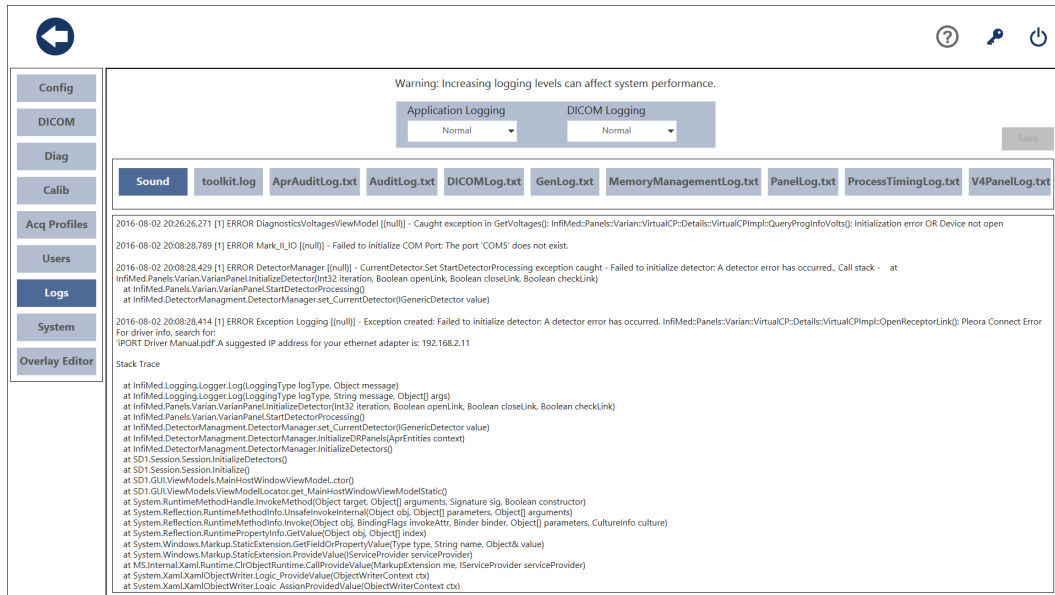 ?
Config
DICOM
Diag
Calib
Acq Profiles
Users
Logs
System
Overlay Editor
Warning: Increasing logging levels can affect system performance.
Application Logging DICOM Logging
Normal Normal
Save
Sound toolkit.log AprAuditLog.txt AuditLog.txt DICOMLog.txt GenLog.txt MemoryManagementLog.txt PanelLog.txt ProcessTimingLog.txt V4PanelLog.txt
2016-08-02 20:26:26,271 [1] ERROR DiagnosticsVoltagesViewModel [(null)] - Caught exception in GetVoltages(): InfiMed::Panels::Varian::VirtualCP::Details::VirtualCPImpl::QueryProgInfoVolts(): Initialization error OR Device not open
2016-08-02 20:08:28,789 [1] ERROR Mark_II_IO [(null)] - Failed to initialize COM Port: The port 'COM5' does not exist.
2016-08-02 20:08:28,429 [1] ERROR DetectorManager [(null)] - CurrentDetector.Set StartDetectorProcessing exception caught - Failed to initialize detector: A detector error has occurred., Call stack - at
InfiMed.Panels.Varian.VarianPanel.InitializeDetector(Int32 iteration, Boolean openLink, Boolean closeLink, Boolean checkLink)
at InfiMed.Panels.Varian.VarianPanel.StartDetectorProcessing()
at InfiMed.DetectorManagment.DetectorManager.set_CurrentDetector(IGenericDetector value)
2016-08-02 20:08:28,414 [1] ERROR Exception Logging [(null)] - Exception created: Failed to initialize detector: A detector error has occurred. InfiMed::Panels::Varian::VirtualCP::Details::VirtualCPImpl::OpenReceptorLink(): Pleora Connect Error
For driver info, search for:
'iPORT Driver Manual.pdf'.A suggested IP address for your ethernet adapter is: 192.168.2.11
Stack Trace
at InfiMed.Logging.Logger.Log(LoggingType logType, Object message)
at InfiMed.Logging.Logger.Log(LoggingType logType, String message, Object[] args)
at InfiMed.Panels.Varian.VarianPanel.InitializeDetector(Int32 iteration, Boolean openLink, Boolean closeLink, Boolean checkLink)
at InfiMed.Panels.Varian.VarianPanel.StartDetectorProcessing()
at InfiMed.DetectorManagment.DetectorManager.set_CurrentDetector(IGenericDetector value)
at InfiMed.DetectorManagment.DetectorManager.InitializeDRPanels(AprEntities context)
at InfiMed.DetectorManagment.DetectorManager.InitializeDetectors()
at SD1.Session.Session.InitializeDetectors()
at SD1.Session.Session.Initialize()
at SD1.GUI.ViewModels.MainHostWindowViewModel..ctor()
at SD1.GUI.ViewModels.ViewModelLocator.get_MainHostWindowViewModelStatic()
at System.RuntimeMethodHandle.InvokeMethod(Object target, Object[] arguments, Signature sig, Boolean constructor)
at System.Reflection.RuntimeMethodInfo.UnsafeInvokeInternal(Object obj, Object[] parameters, Object[] arguments)
at System.Reflection.RuntimeMethodInfo.Invoke(Object obj, BindingFlags invokeAttr, Binder binder, Object[] parameters, CultureInfo culture)
at System.Reflection.RuntimePropertyInfo.GetValue(Object obj, Object[] index)
at System.Windows.Markup.StaticExtension.GetFieldOrPropertyValue(Type type, String name, Object& value)
at System.Windows.Markup.StaticExtension.ProvideValue(IServiceProvider serviceProvider)
at MS.Internal.Xaml.Runtime.ClrObjectRuntime.CallProvideValue(MarkupExtension me, IServiceProvider serviceProvider)
at System.Xaml.XamlObjectWriter.Logic_ProvideValue(ObjectWriterContext ctx)
at System.Xaml.XamlObjectWriter.Logic_AssignProvidedValue(ObjectWriterContext ctx)